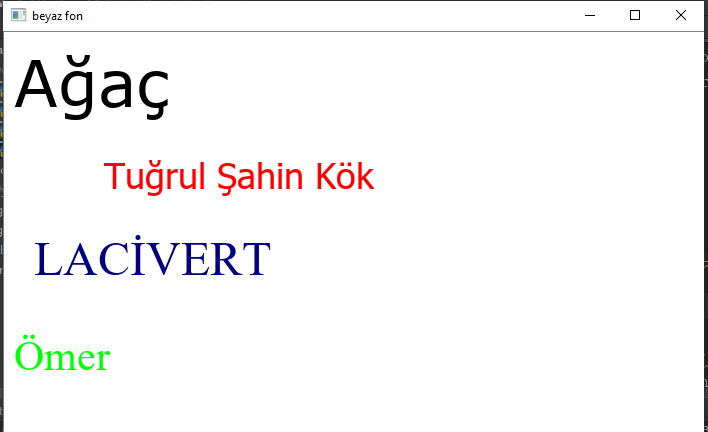 beyaz fon
Ağaç
Tuğrul Şahin Kök
LACİVERT
Ömer